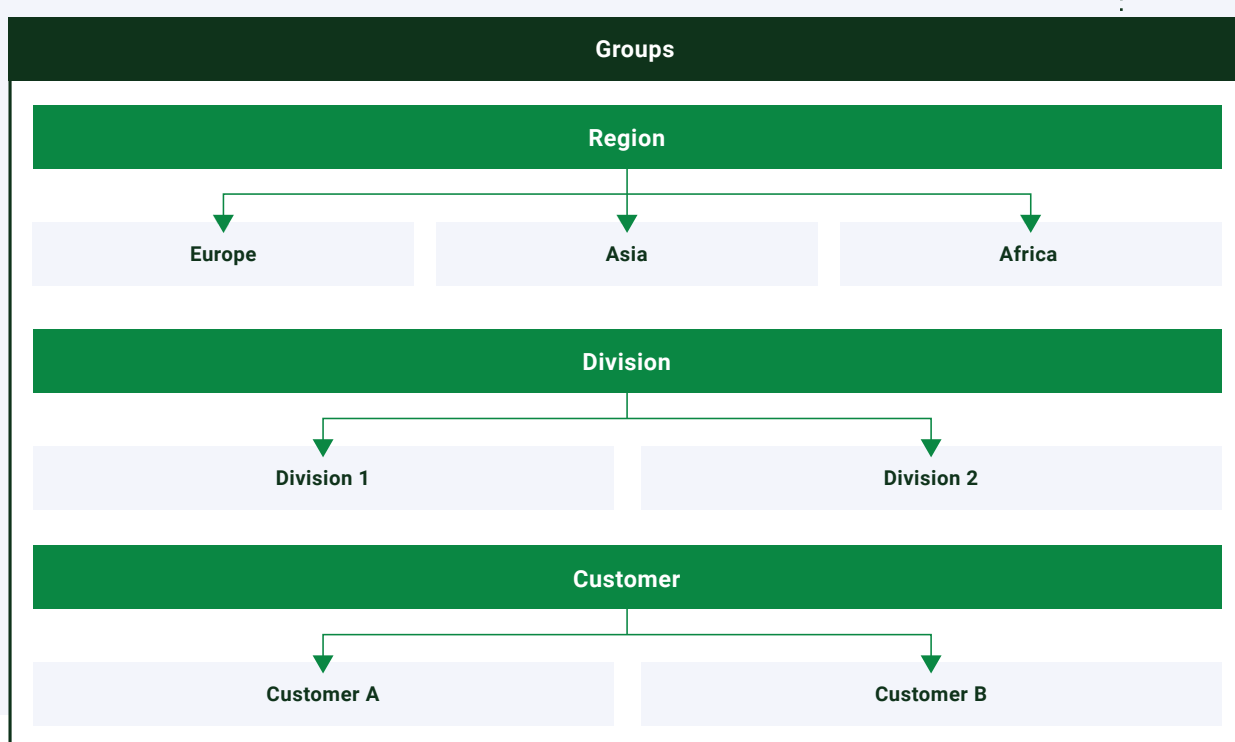 Groups
Region
Europe Asia Africa
Division
Division 1 Division 2
Customer
Customer A Customer B